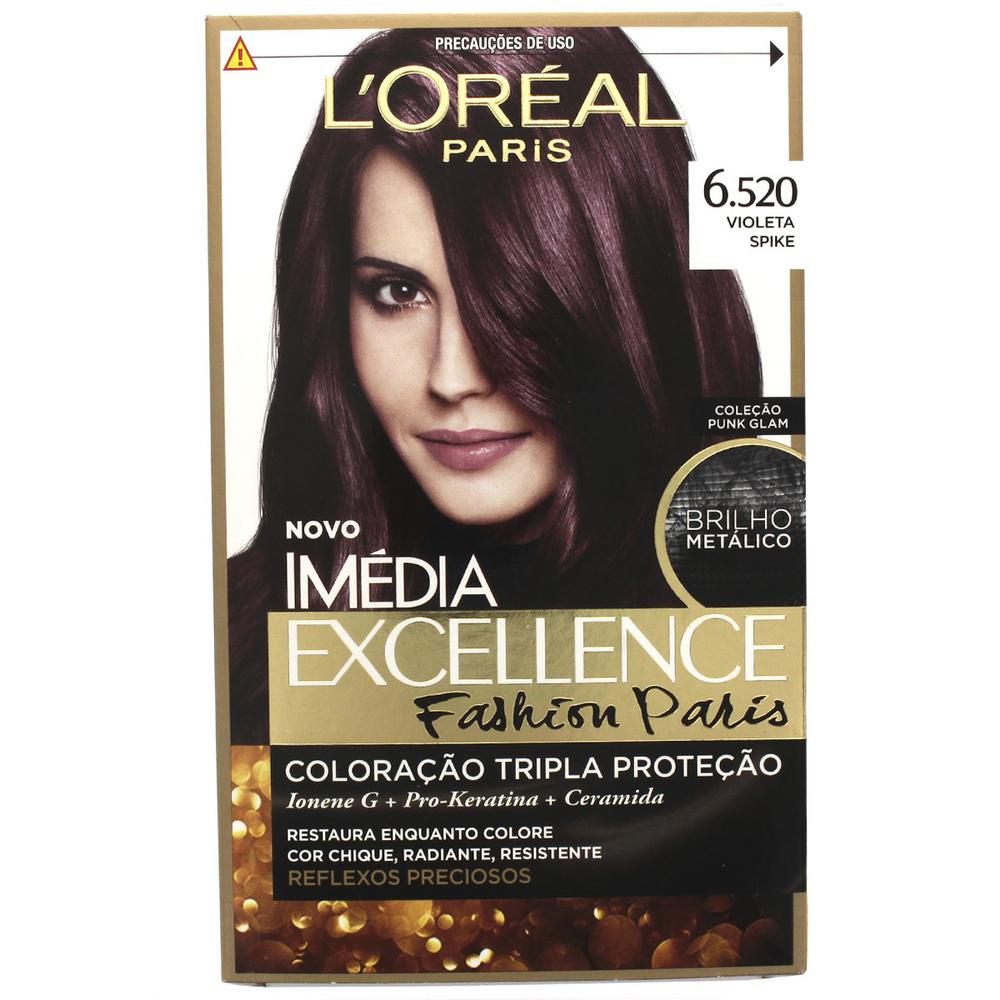 PRECAUÇÕES DE USO
L'ORÉAL
PARIS
6.520
VIOLETA
SPIKE
COLEÇÃO
PUNK GLAM
BRILHO
METÁLICO
NOVO
IMÉDIA
EXCELLENCE
Fashion Paris
COLORAÇÃO TRIPLA PROTEÇÃO
Ionene G + Pro-Keratina + Ceramida
RESTAURA ENQUANTO COLORE
COR CHIQUE, RADIANTE, RESISTENTE
REFLEXOS PRECIOSOS